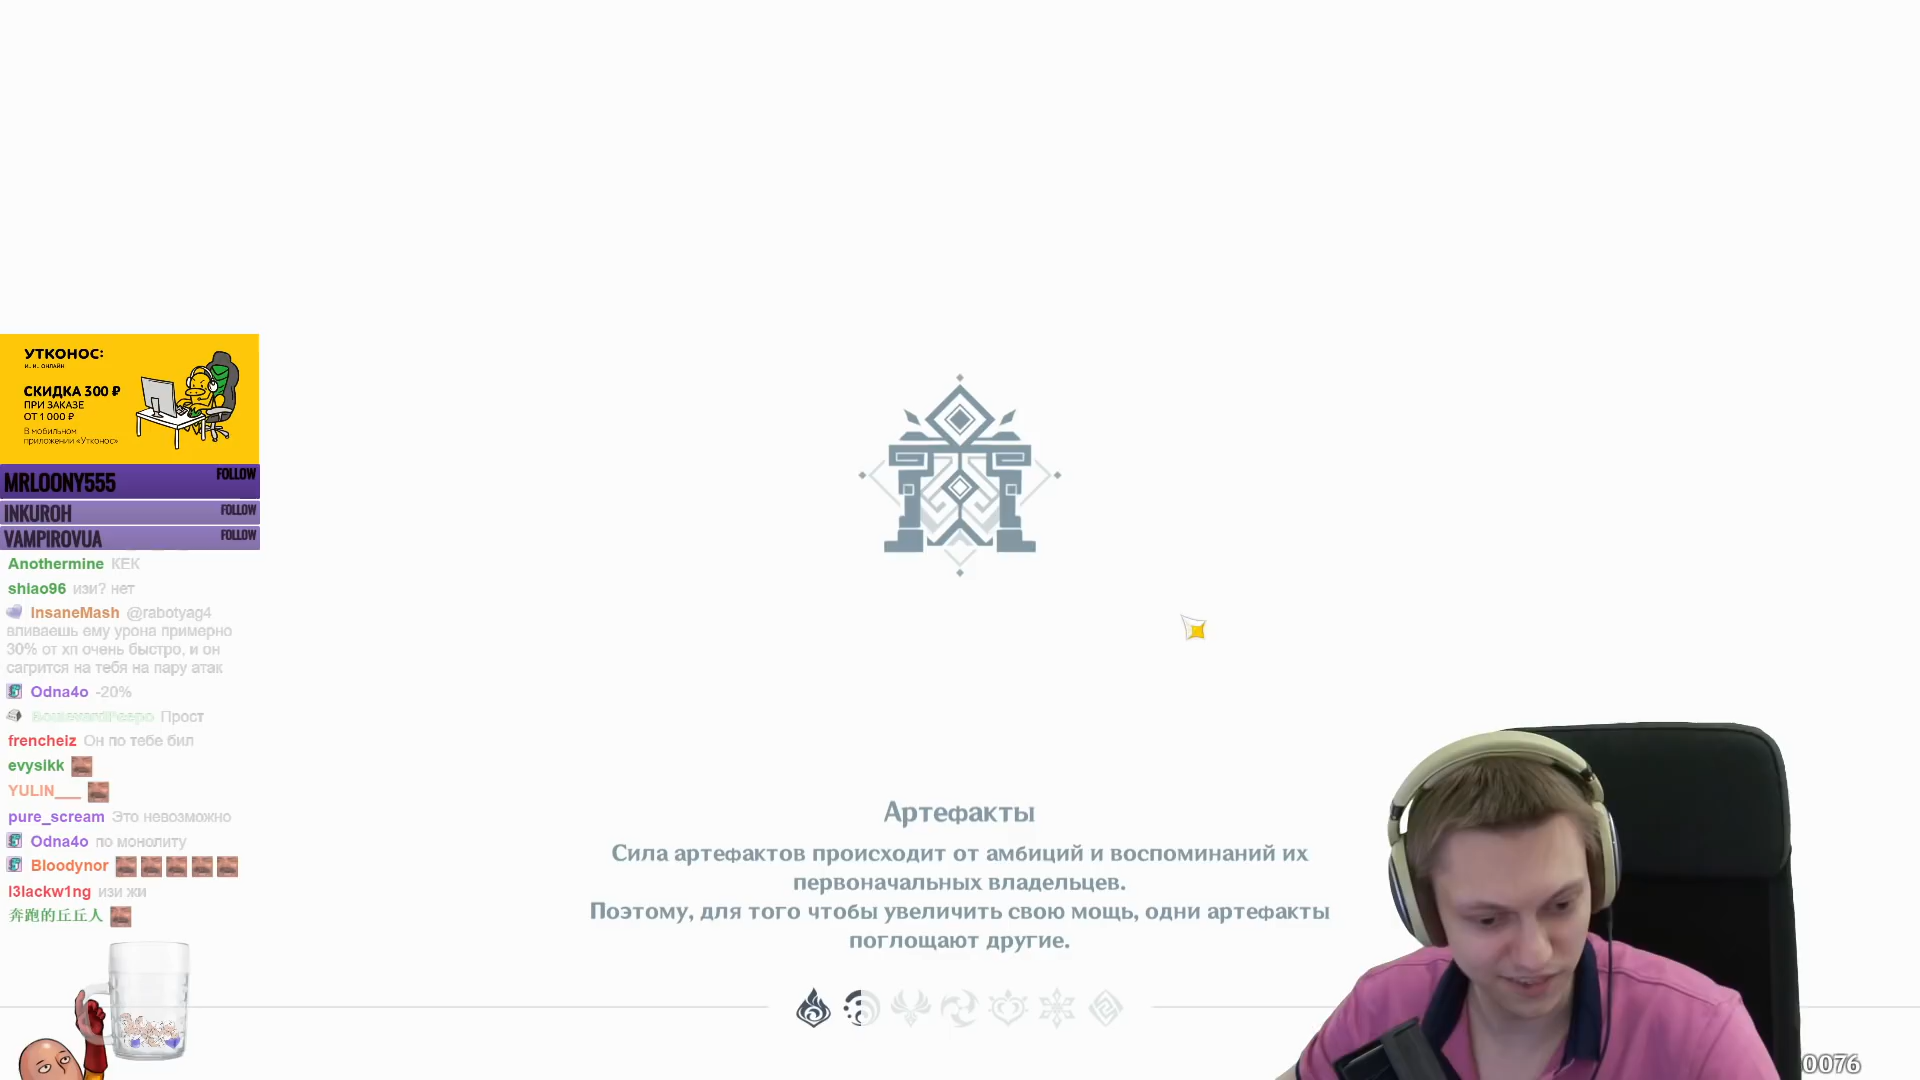 УТКОНОС:
СКИДКА 300 ₽
ПРИ ЗАКАЗЕ
ОТ 1 000 ₽
В мобильном
приложении «Утконос»
MRLOONY555 FOLLOW
INKUROH FOLLOW
VAMPIROVUA FOLLOW
Anothermine КЕК
shiao96 изи? нет
InsaneMash @rabotyag4
вливаешь ему урона примерно
30% от хп очень быстро, и он
сагрится на тебя на пару атак
Odna4o -20%
Прост
frencheiz Он по тебе бил
evysikk
YULIN___
pure_scream Это невозможно
Odna4o по монолиту
Bloodynor
l3lackw1ng изи жи
奔跑的丘丘人
Артефакты
Сила артефактов происходит от амбиций и воспоминаний их
первоначальных владельцев.
Поэтому, для того чтобы увеличить свою мощь, одни артефакты
поглощают другие.
0076